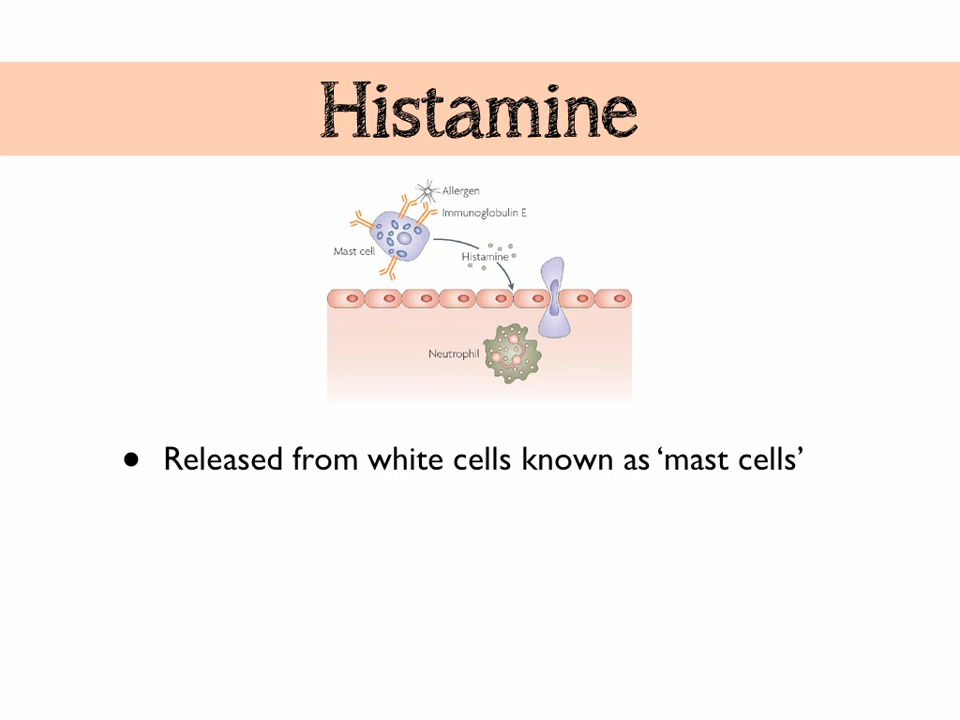 Histamine
Allergen
Immunoglobulin E
Mast cell
Histamine
Neutrophil
• Released from white cells known as ‘mast cells’